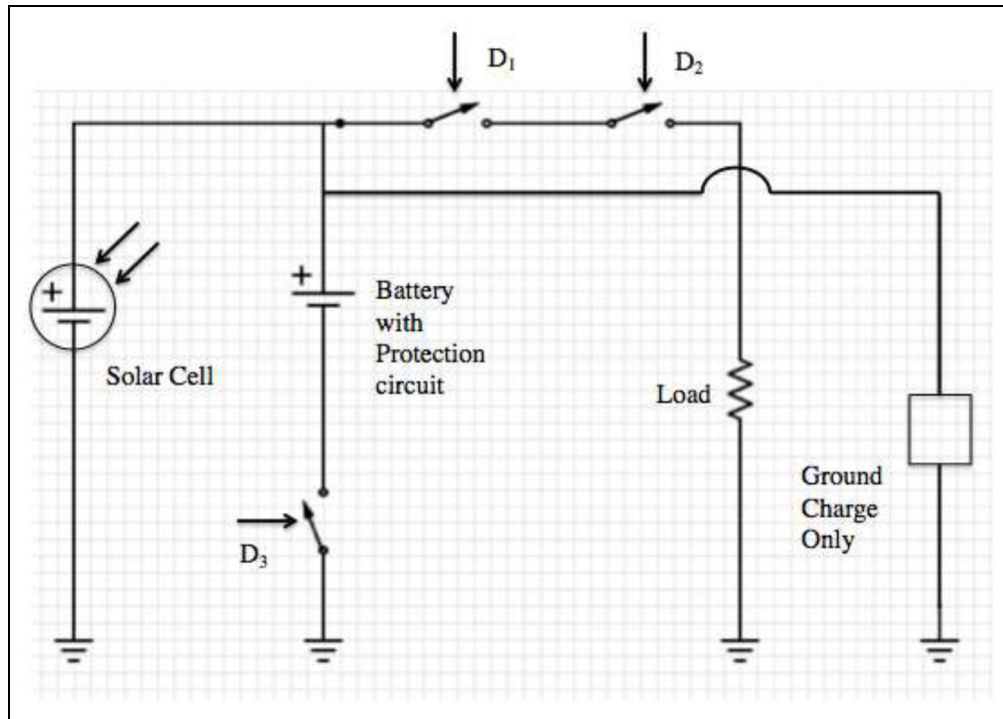 D₁
D₂
+
+
Battery
with
Protection
circuit
Solar Cell
Load
Ground
Charge
Only
D₃